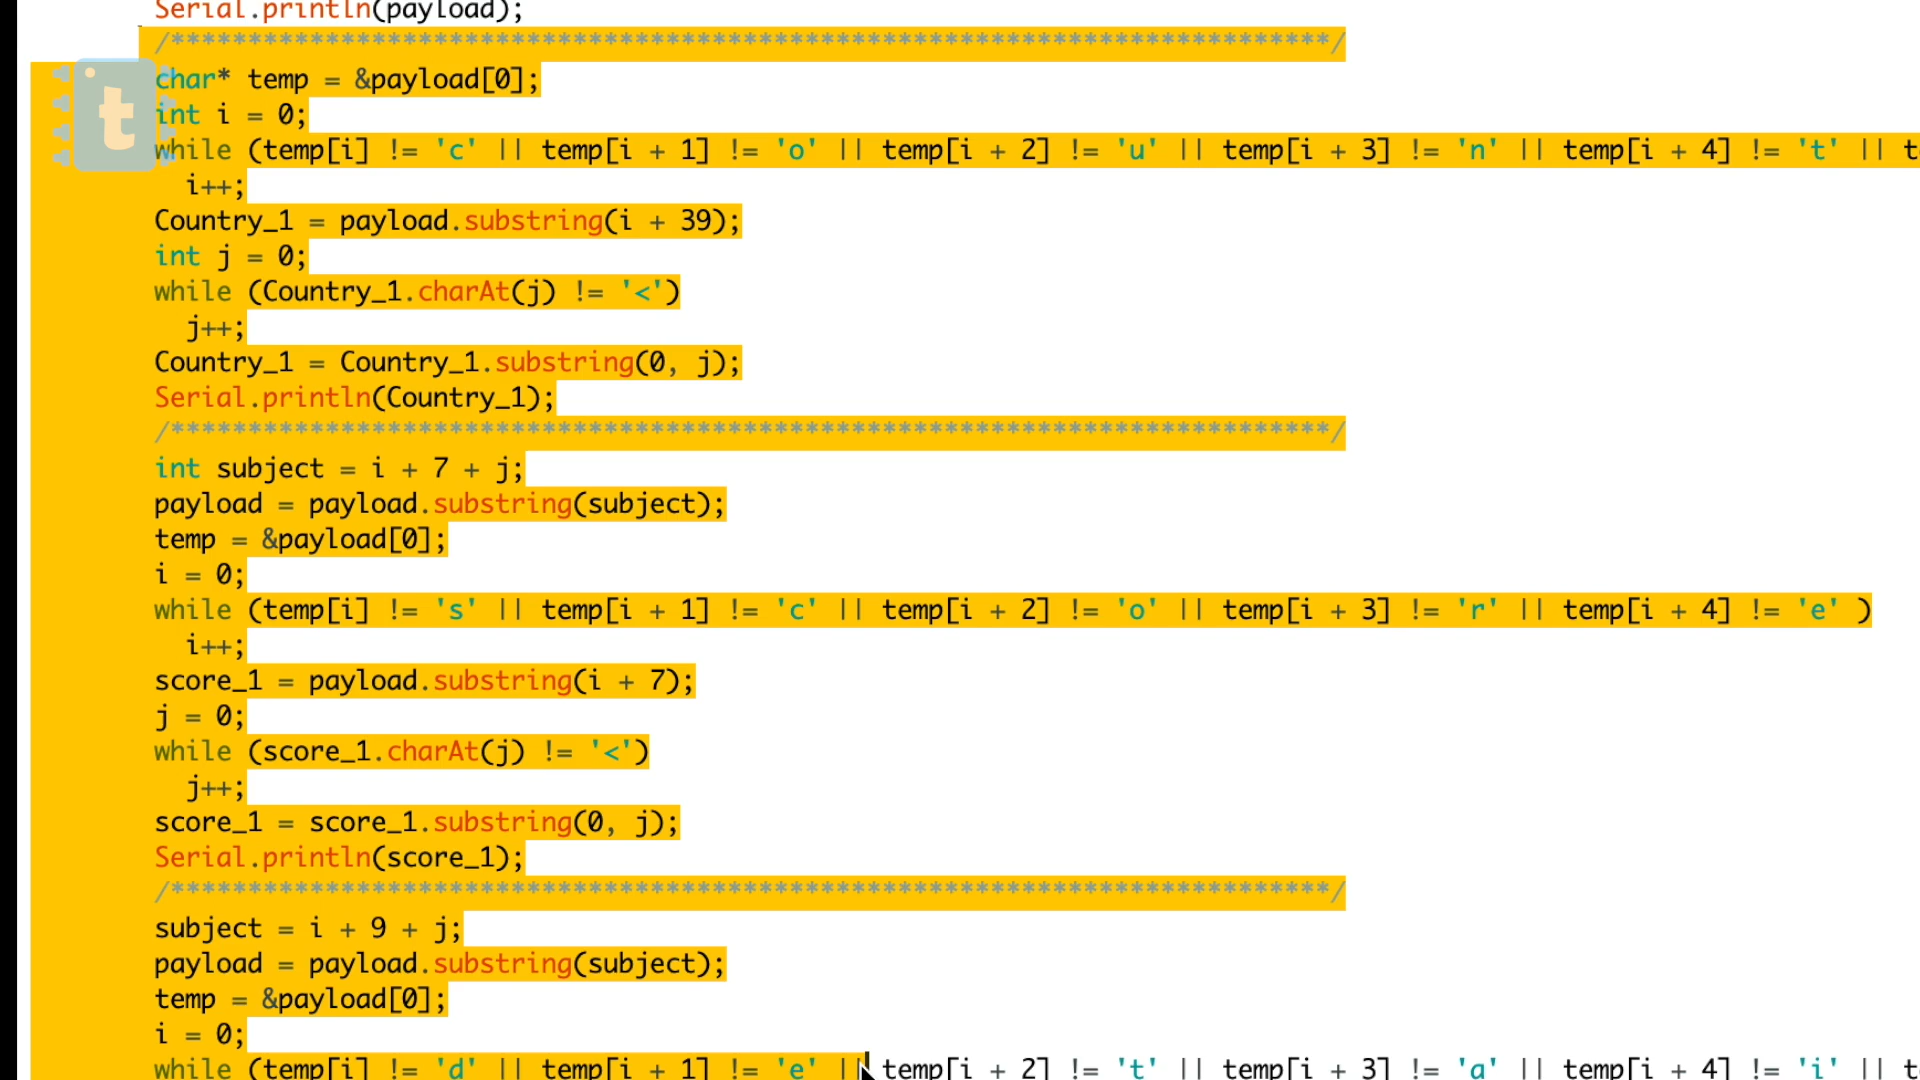 Serial.println(payload);
/***************************************************************************/
char* temp = &payload[0];
int i = 0;
while (temp[i] != 'c' || temp[i + 1] != 'o' || temp[i + 2] != 'u' || temp[i + 3] != 'n' || temp[i + 4] != 't' || t
i++;
Country_1 = payload.substring(i + 39);
int j = 0;
while (Country_1.charAt(j) != '<')
j++;
Country_1 = Country_1.substring(0, j);
Serial.println(Country_1);
/***************************************************************************/
int subject = i + 7 + j;
payload = payload.substring(subject);
temp = &payload[0];
i = 0;
while (temp[i] != 's' || temp[i + 1] != 'c' || temp[i + 2] != 'o' || temp[i + 3] != 'r' || temp[i + 4] != 'e' )
i++;
score_1 = payload.substring(i + 7);
j = 0;
while (score_1.charAt(j) != '<')
j++;
score_1 = score_1.substring(0, j);
Serial.println(score_1);
/***************************************************************************/
subject = i + 9 + j;
payload = payload.substring(subject);
temp = &payload[0];
i = 0;
while (temp[i] != 'd' || temp[i + 1] != 'e' || temp[i + 2] != 't' || temp[i + 3] != 'a' || temp[i + 4] != 'i' || t